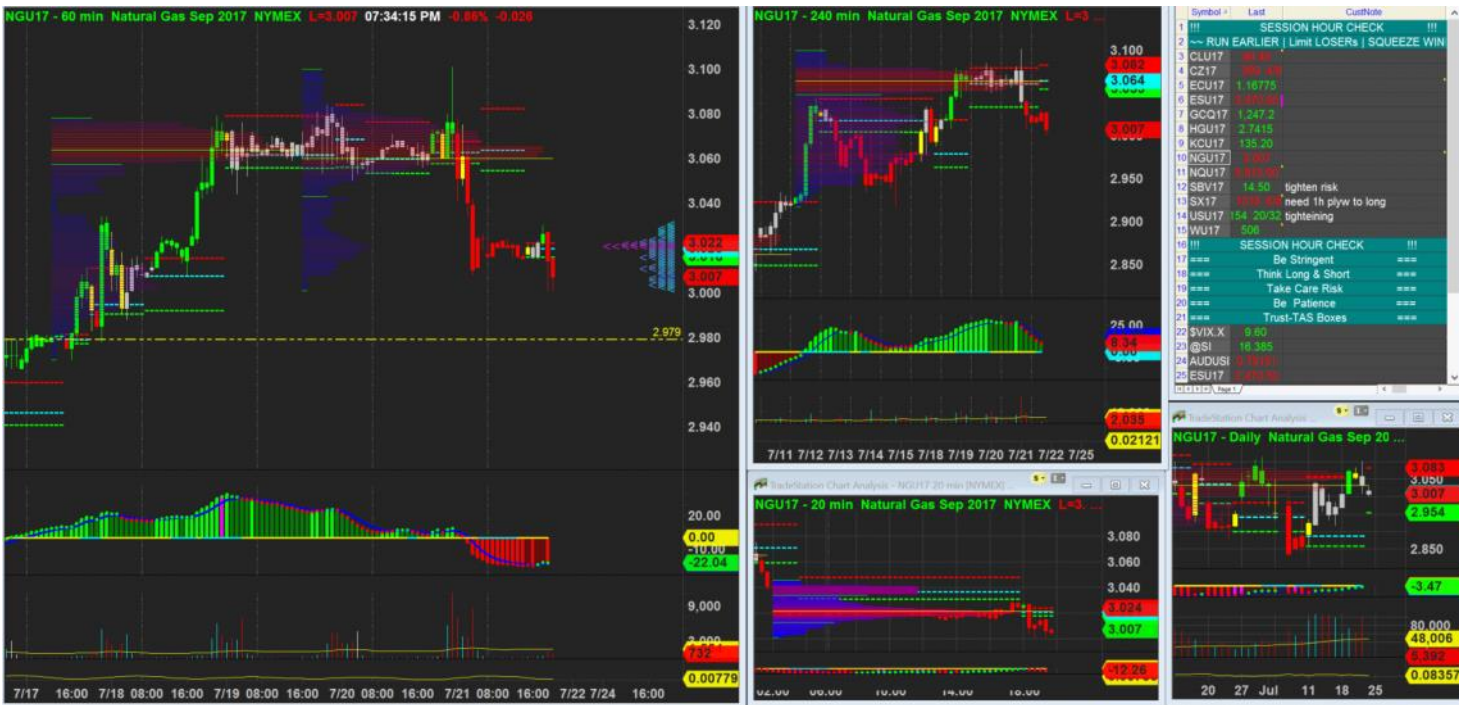 NGU17 - 60 min Natural Gas Sep 2017 NYMEX L=3.007 07:34:15 PM -0.86% -0.026
3.120
3.100
3.080
3.060
3.040
3.022
3.007
3.000
2.979
2.980
2.960
2.940
20.00
0.00
-10.00
-22.04
9,000
732
0.00779
7/17 16:00 7/18 08:00 16:00 7/19 08:00 16:00 7/20 08:00 16:00 7/21 08:00 16:00 7/22 7/24 16:00
NGU17 - 240 min Natural Gas Sep 2017 NYMEX L=3 ...
3.100
3.082
3.064
3.007
2.950
2.900
2.850
25.00
8.34
0.00
2,035
0.02121
7/11 7/12 7/13 7/14 7/15 7/18 7/19 7/20 7/21 7/22 7/25
TradeStation Chart Analysis - NGU17 20 min [NYMEX] ...
NGU17 - 20 min Natural Gas Sep 2017 NYMEX L=3. ...
3.080
3.060
3.040
3.024
3.007
-12.26
02:00 06:00 10:00 14:00 18:00
Symbol Last CustNote
1 !!! SESSION HOUR CHECK !!!
2 ~~ RUN EARLIER | Limit LOSERs | SQUEEZE WIN
3 CLU17
4 CZ17
5 ECU17 1.16775
6 ESU17
7 GCQ17 1,247.2
8 HGU17 2.7415
9 KCU17 135.20
10 NGU17 3.007
11 NQU17
12 SBV17 14.50 tighten risk
13 SX17 need 1h plyw to long
14 USU17 154 20/32 tighteining
15 WU17 506
16 !!! SESSION HOUR CHECK !!!
17 === Be Stringent ===
18 === Think Long & Short ===
19 === Take Care Risk ===
20 === Be Patience ===
21 === Trust-TAS Boxes ===
22 $VIX.X 9.60
23 @SI 16.385
24 AUDUSI
25 ESU17
Page 1
TradeStation Chart Analysis ...
NGU17 - Daily Natural Gas Sep 20 ...
3.083
3.050
3.007
2.954
2.850
-3.47
80,000
48,006
5,392
0.08357
20 27 Jul 11 18 25